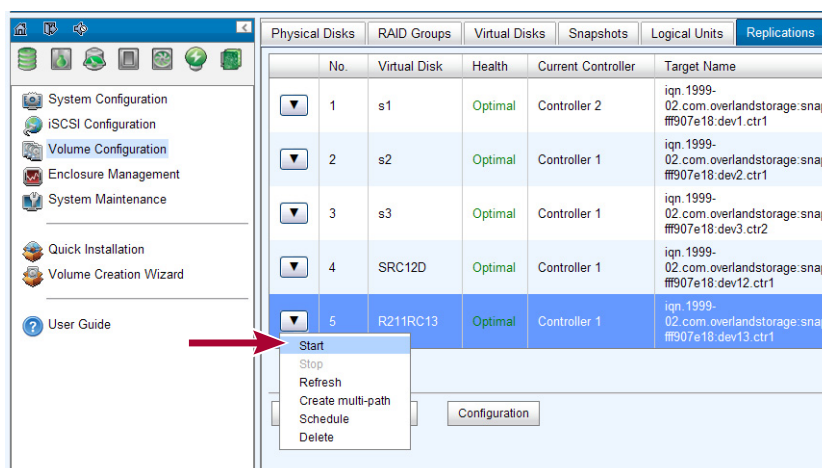 Physical Disks RAID Groups Virtual Disks Snapshots Logical Units Replications
No. Virtual Disk Health Current Controller Target Name
System Configuration
iSCSI Configuration
Volume Configuration
Enclosure Management
System Maintenance
Quick Installation
Volume Creation Wizard
User Guide
1 s1 Optimal Controller 2
iqn.1999-
02.com.overlandstorage:sna
fff907e18:dev1.ctr1
2 s2 Optimal Controller 1
iqn.1999-
02.com.overlandstorage:sna
fff907e18:dev2.ctr1
3 s3 Optimal Controller 1
iqn.1999-
02.com.overlandstorage:sna
fff907e18:dev3.ctr2
4 SRC12D Optimal Controller 1
iqn.1999-
02.com.overlandstorage:sna
fff907e18:dev12.ctr1
5 R211RC13 Optimal Controller 1
iqn.1999-
02.com.overlandstorage:sna
fff907e18:dev13.ctr1
Start
Stop
Refresh
Create multi-path
Schedule
Delete
Configuration